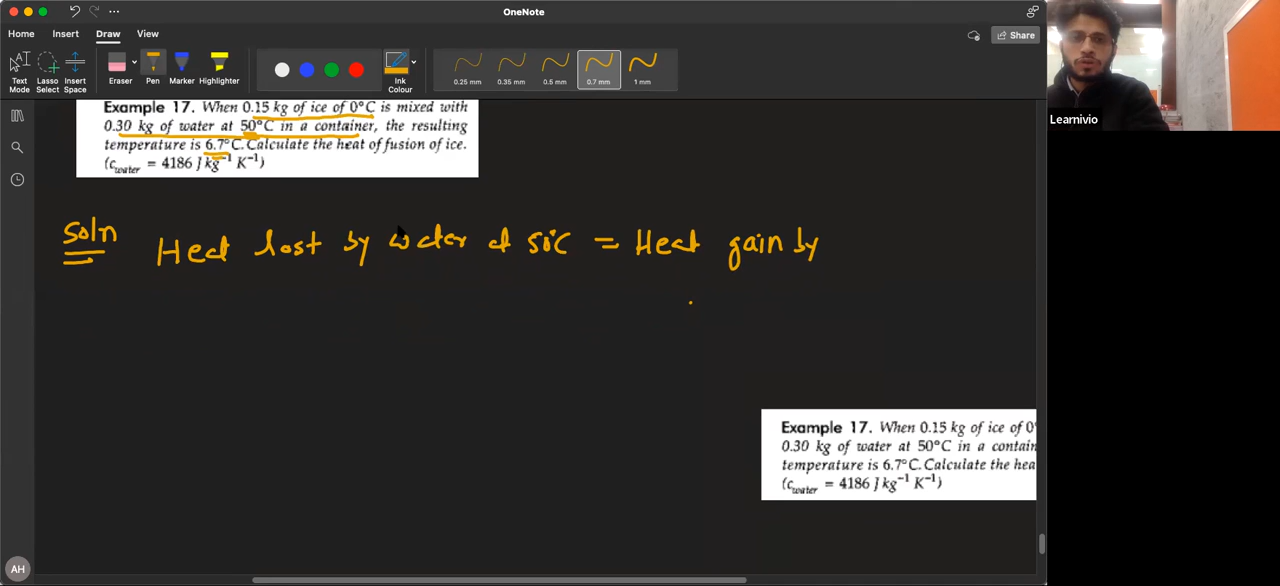 OneNote
Home Insert Draw View
Share
Text Mode
Lasso Select
Insert Space
Eraser
Pen
Marker
Highlighter
Ink Colour
0.25 mm
0.35 mm
0.5 mm
0.7 mm
1 mm
Learnivio
Example 17. When 0.15 kg of ice of 0°C is mixed with
0.30 kg of water at 50°C in a container, the resulting
temperature is 6.7°C. Calculate the heat of fusion of ice.
(cwater = 4186 J kg⁻¹ K⁻¹)
Soln Heat lost by water at 50°C = Heat gain by
Example 17. When 0.15 kg of ice of 0°
0.30 kg of water at 50°C in a contain
temperature is 6.7°C. Calculate the hea
(cwater = 4186 J kg⁻¹ K⁻¹)
AH